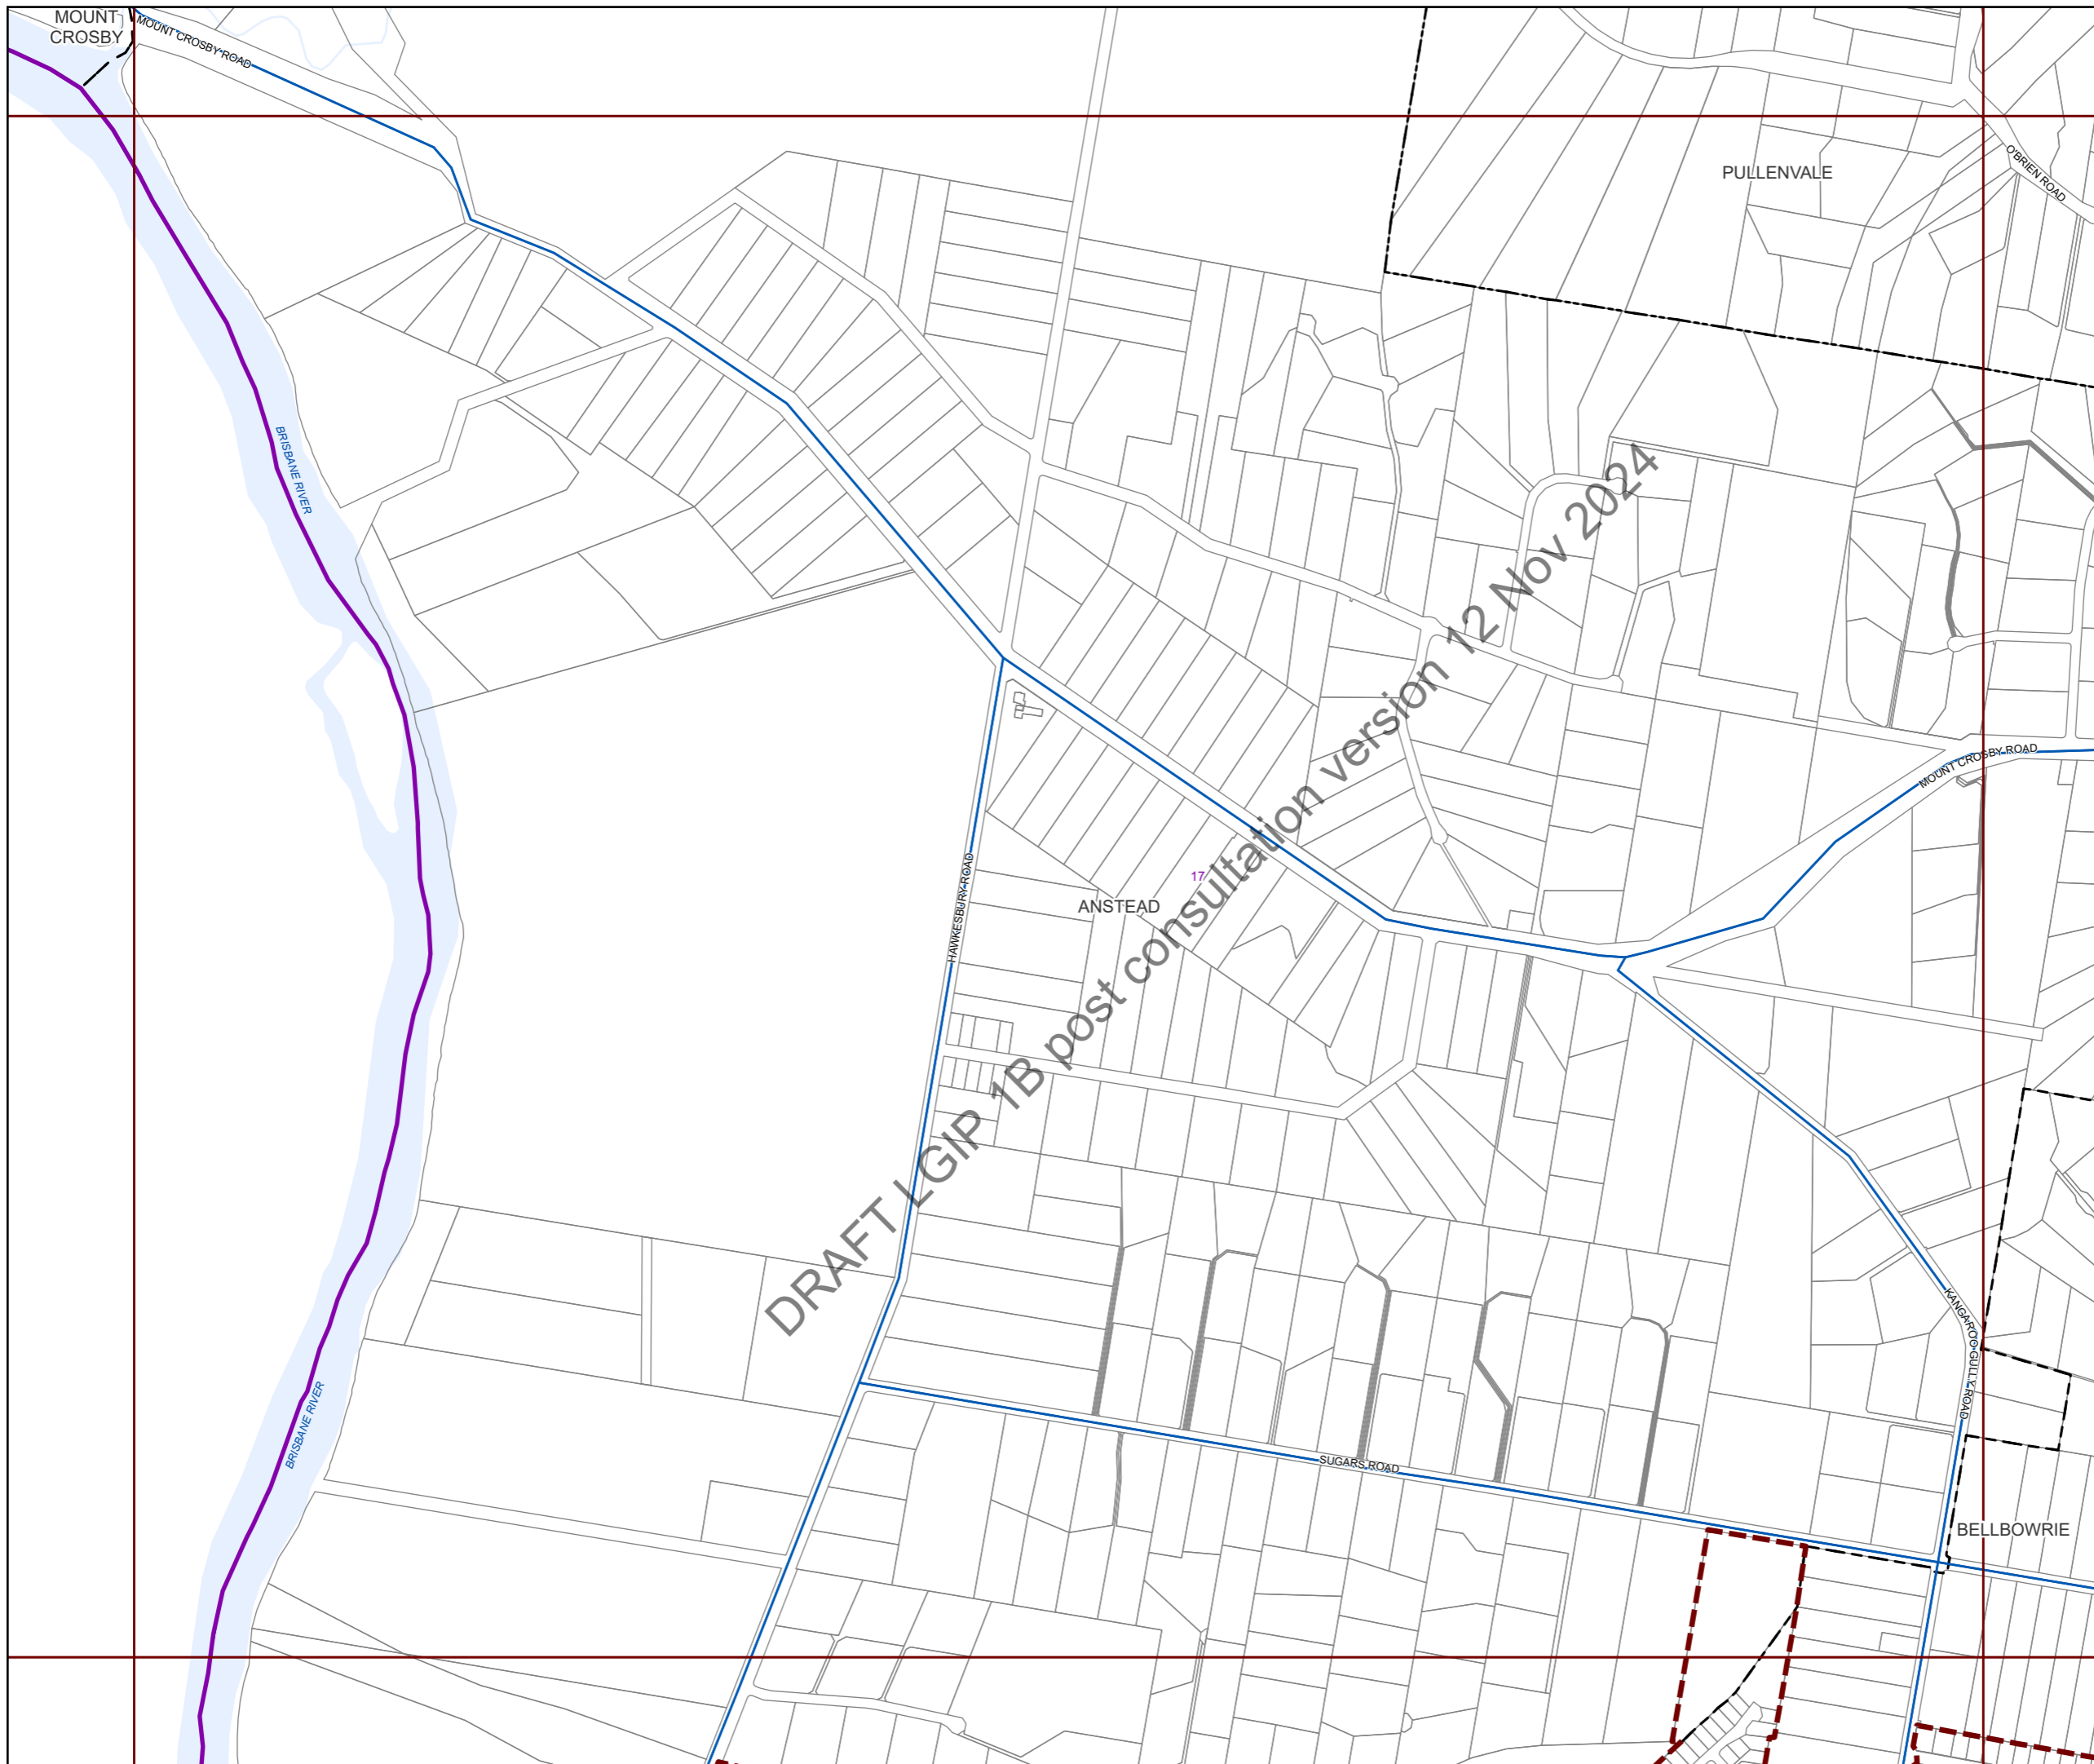 MOUNT
CROSBY
MOUNT CROSBY ROAD
PULLENVALE
O'BRIEN ROAD
BRISBANE RIVER
MOUNT CROSBY ROAD
17
ANSTEAD
HAWKESBURY ROAD
DRAFT LGIP 1B post consultation version 12 Nov 2024
KANGAROO GULLY ROAD
BRISBANE RIVER
SUGARS ROAD
BELLBOWRIE